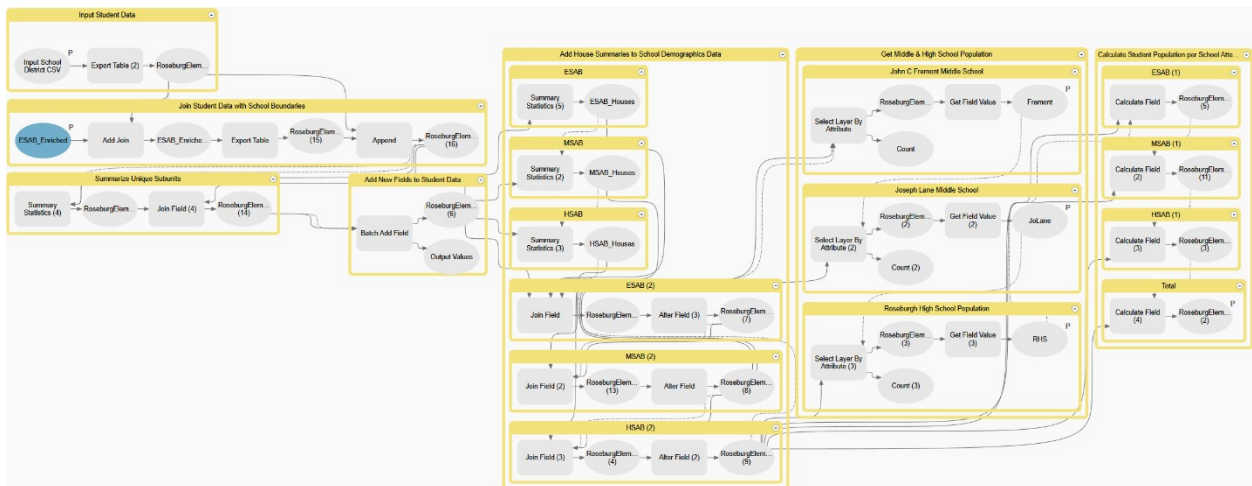 Input Student Data
P
Input School
District CSV
Export Table (2)
RoseburgElem...
Join Student Data with School Boundaries
P
ESAB_Enriched
Add Join
ESAB_Enriche...
Export Table
RoseburgElem...
(15)
Append
RoseburgElem...
(16)
Summarize Unique Subunits
Summary
Statistics (4)
RoseburgElem...
Join Field (4)
RoseburgElem...
(14)
Add New Fields to Student Data
Batch Add Field
RoseburgElem...
(6)
Output Values
Add House Summaries to School Demographics Data
ESAB
Summary
Statistics (5)
ESAB_Houses
MSAB
Summary
Statistics (2)
MSAB_Houses
HSAB
Summary
Statistics (3)
HSAB_Houses
ESAB (2)
Join Field
RoseburgElem...
Alter Field (3)
RoseburgElem...
(7)
MSAB (2)
Join Field (2)
RoseburgElem...
(13)
Alter Field
RoseburgElem...
(8)
HSAB (2)
Join Field (3)
RoseburgElem...
(4)
Alter Field (2)
RoseburgElem...
(9)
Get Middle & High School Population
John C Fremont Middle School
Select Layer By
Attribute
RoseburgElem...
Get Field Value
Fremont
P
Count
Joseph Lane Middle School
Select Layer By
Attribute (2)
RoseburgElem...
(2)
Get Field Value
(2)
JoLane
P
Count (2)
Roseburgh High School Population
Select Layer By
Attribute (3)
RoseburgElem...
(3)
Get Field Value
(3)
RHS
P
Count (3)
Calculate Student Population per School Atte...
ESAB (1)
Calculate Field
RoseburgElem...
(5)
MSAB (1)
Calculate Field
(2)
RoseburgElem...
(11)
HSAB (1)
Calculate Field
(3)
RoseburgElem...
(3)
Total
Calculate Field
(4)
RoseburgElem...
(2)
P